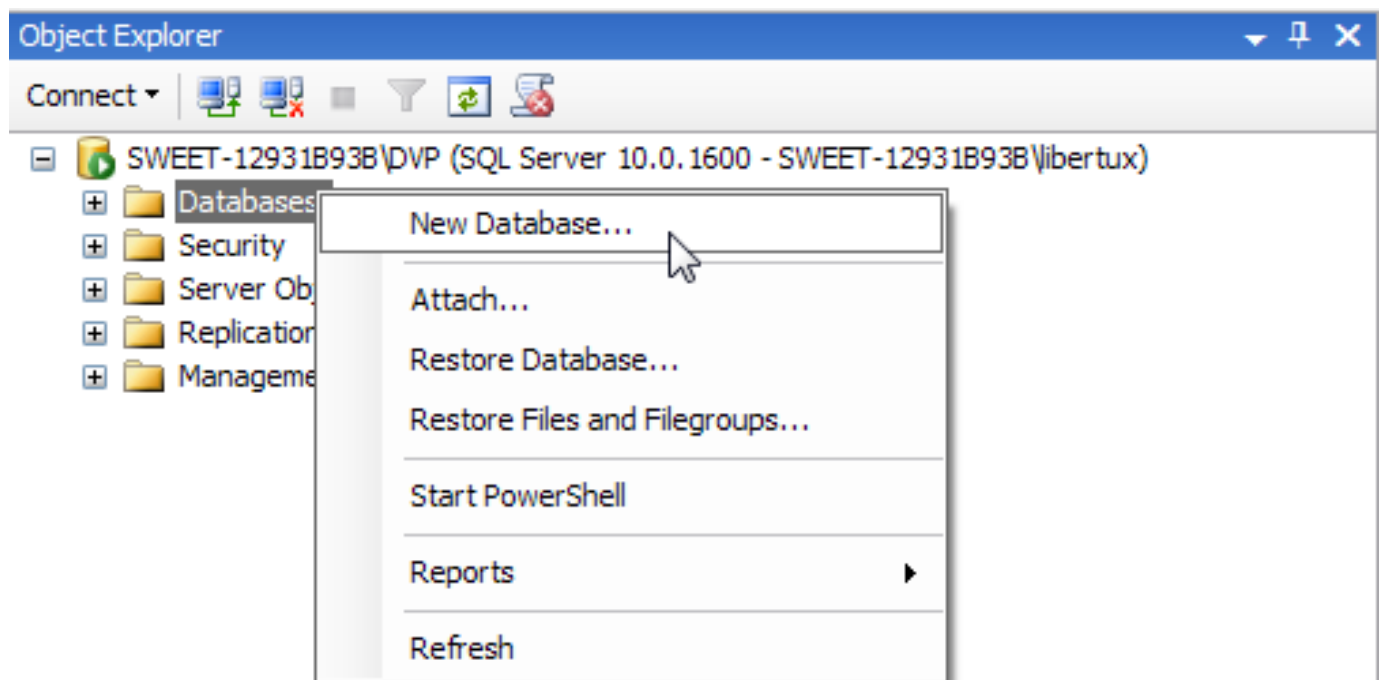 Object Explorer
Connect
SWEET-12931B93B\DVP (SQL Server 10.0.1600 - SWEET-12931B93B\libertux)
Databases
New Database...
Security
Server Obj
Attach...
Replication
Restore Database...
Manageme
Restore Files and Filegroups...
Start PowerShell
Reports
Refresh